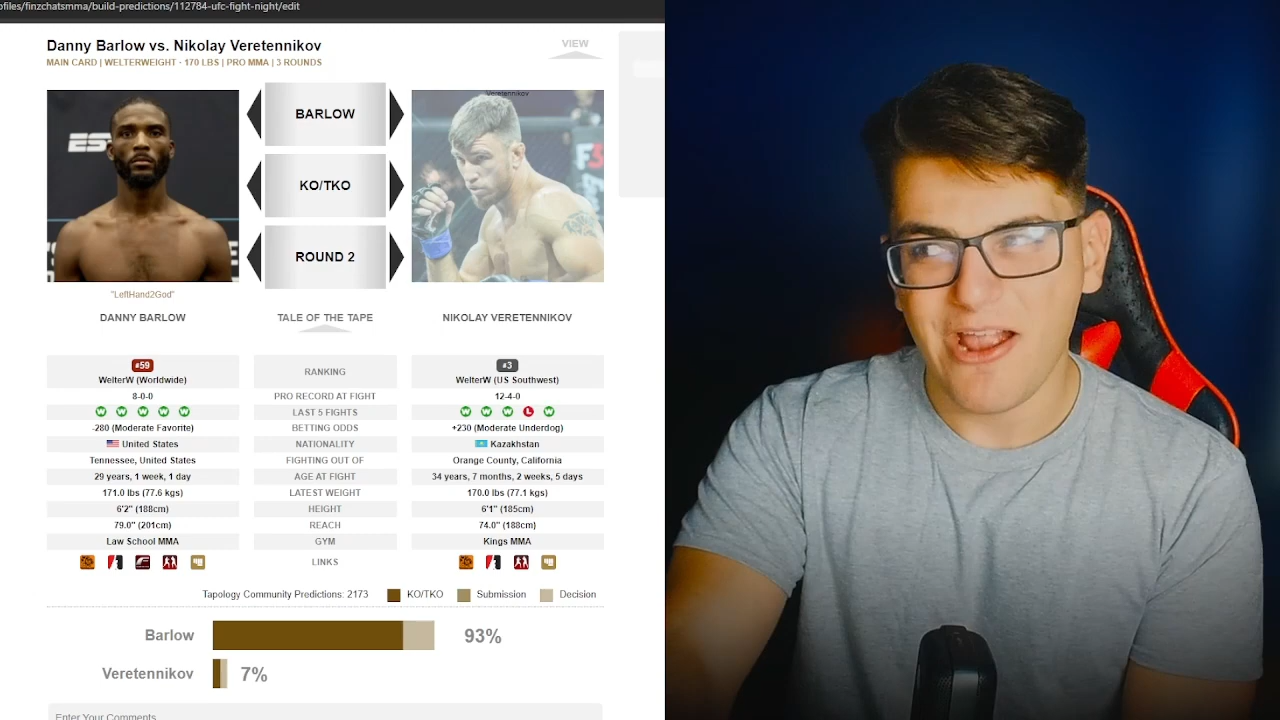 ofiles/finzchatsmma/build-predictions/112784-ufc-fight-night/edit
Danny Barlow vs. Nikolay Veretennikov
VIEW
MAIN CARD | WELTERWEIGHT - 170 LBS | PRO MMA | 3 ROUNDS
Veretennikov
BARLOW
ES
F
KO/TKO
ROUND 2
"LeftHand2God"
DANNY BARLOW
TALE OF THE TAPE
NIKOLAY VERETENNIKOV
#59
WelterW (Worldwide)
RANKING
#3
WelterW (US Southwest)
8-0-0
PRO RECORD AT FIGHT
12-4-0
W W W W W
LAST 5 FIGHTS
W W W L W
-280 (Moderate Favorite)
BETTING ODDS
+230 (Moderate Underdog)
United States
NATIONALITY
Kazakhstan
Tennessee, United States
FIGHTING OUT OF
Orange County, California
29 years, 1 week, 1 day
AGE AT FIGHT
34 years, 7 months, 2 weeks, 5 days
171.0 lbs (77.6 kgs)
LATEST WEIGHT
170.0 lbs (77.1 kgs)
6'2" (188cm)
HEIGHT
6'1" (185cm)
79.0" (201cm)
REACH
74.0" (188cm)
Law School MMA
GYM
Kings MMA
LINKS
Tapology Community Predictions: 2173
KO/TKO
Submission
Decision
Barlow
93%
Veretennikov
7%
Enter Your Comments